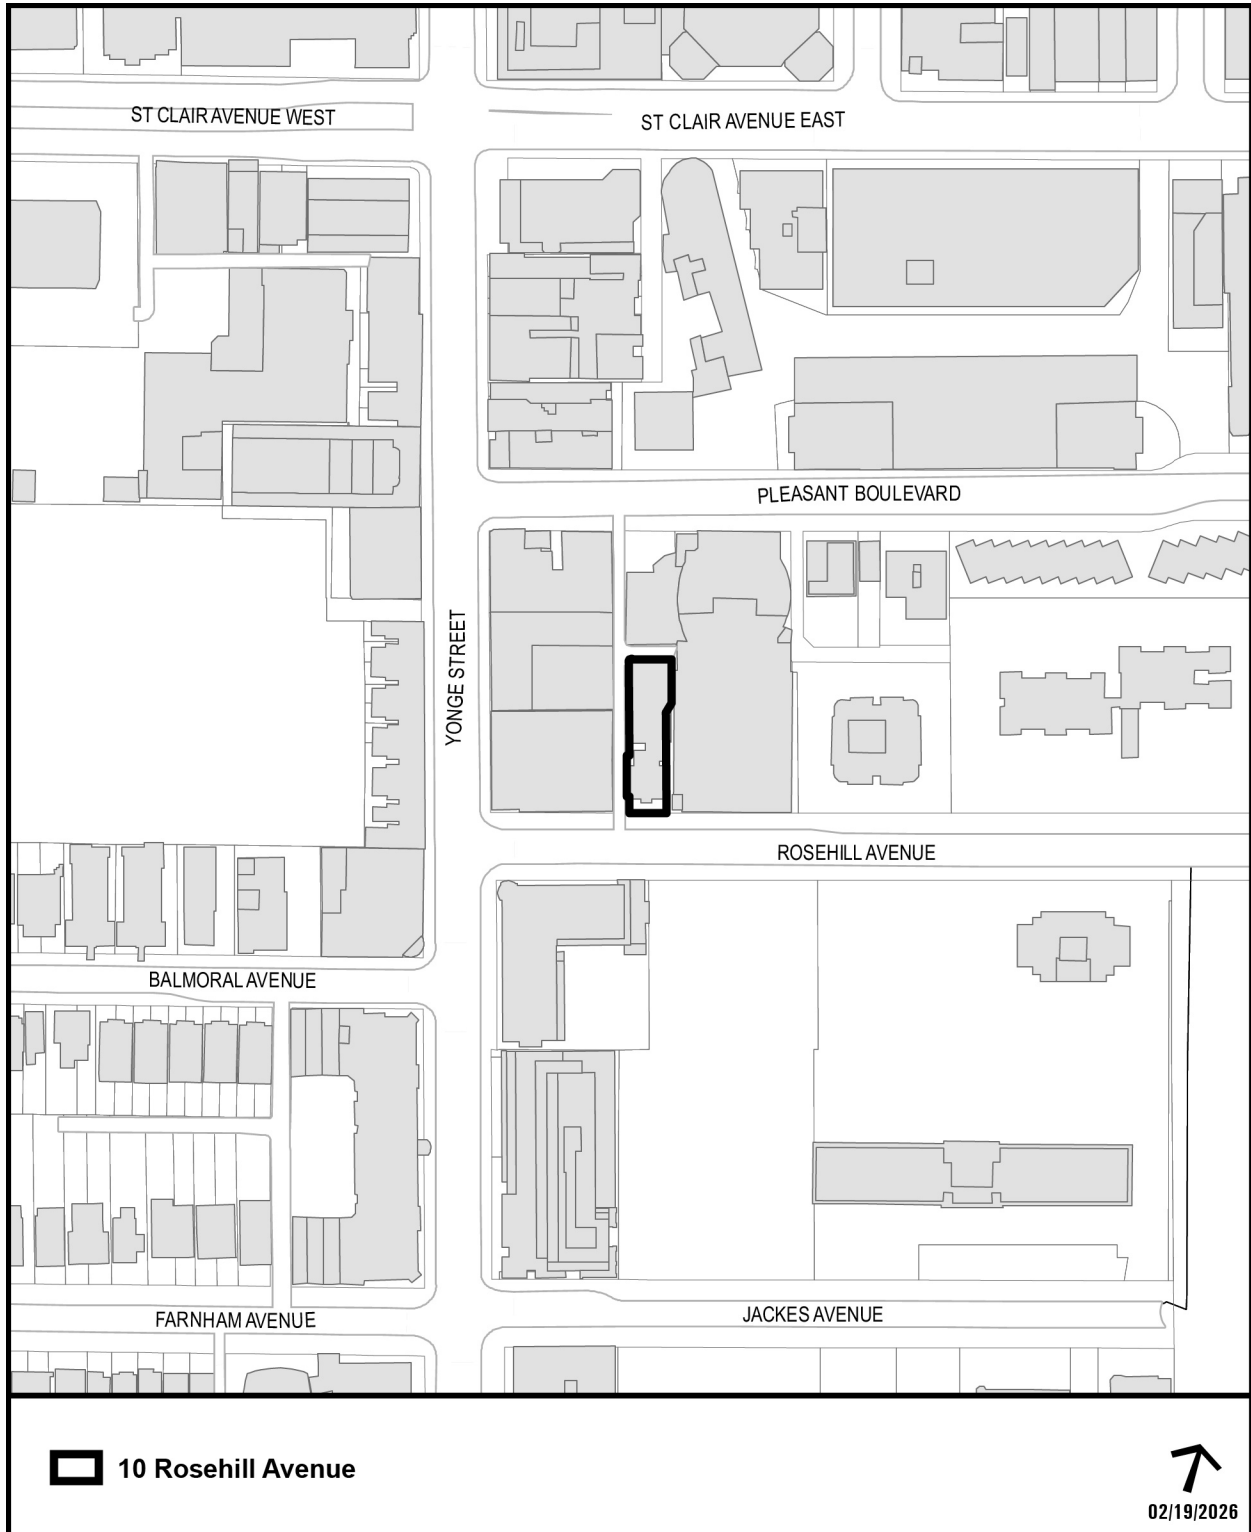 ST CLAIR AVENUE WEST
ST CLAIR AVENUE EAST
PLEASANT BOULEVARD
YONGE STREET
ROSEHILL AVENUE
BALMORAL AVENUE
FARNHAM AVENUE
JACKES AVENUE
10 Rosehill Avenue
02/19/2026